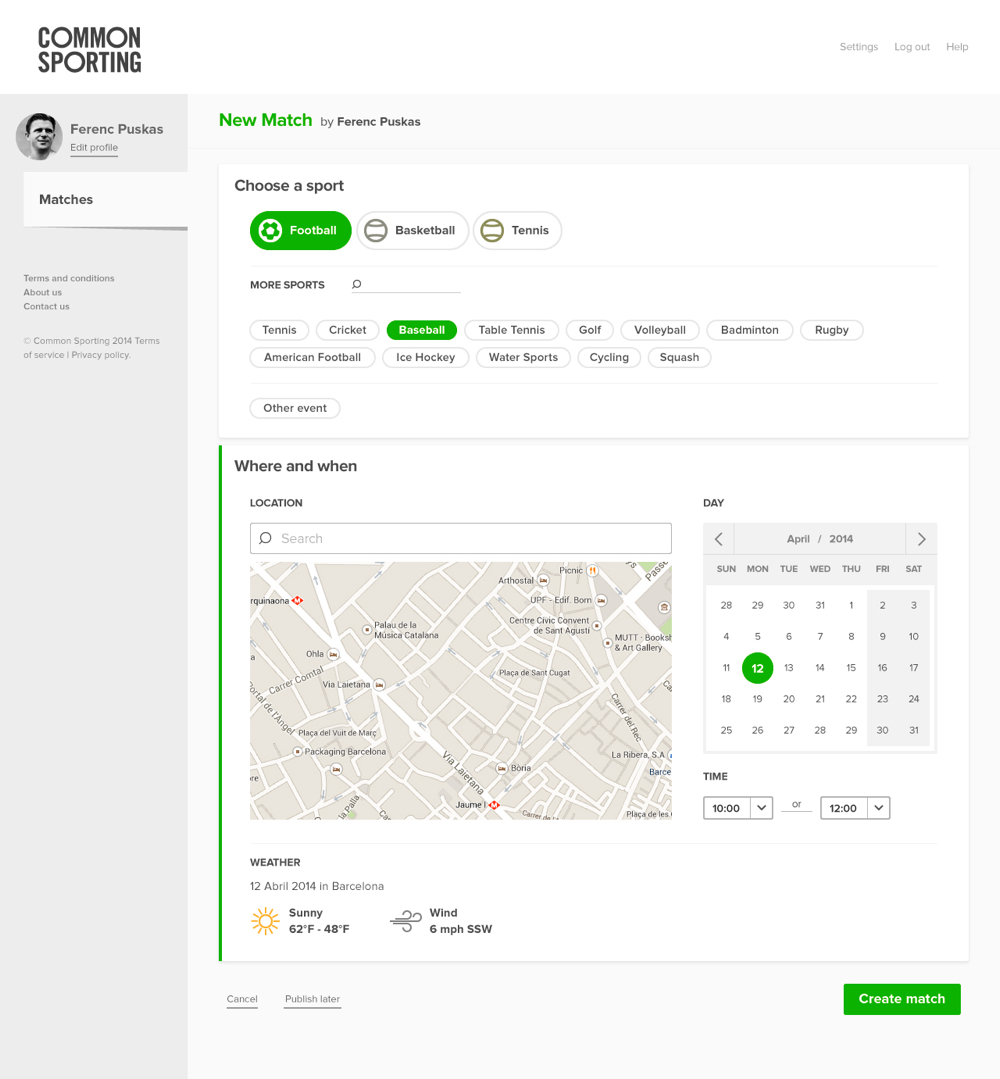 COMMON
SPORTING
Settings Log out Help
Ferenc Puskas
Edit profile
Matches
Terms and conditions
About us
Contact us
© Common Sporting 2014 Terms
of service | Privacy policy.
New Match by Ferenc Puskas
Choose a sport
Football Basketball Tennis
MORE SPORTS
Tennis Cricket Baseball Table Tennis Golf Volleyball Badminton Rugby
American Football Ice Hockey Water Sports Cycling Squash
Other event
Where and when
LOCATION
Search
Picnic
Passe
Arthostal
rquinaona
UPF - Edif. Born
Centre Cívic Convent
de Sant Agustí
Palau de la
Música Catalana
MUTT - Booksh
& Art Gallery
Ohla
Carrer Comtal
Plaça de Sant Cugat
Via Laietana
Portal de l'Àngel
Carrer del Rec
Plaça del Vuit de Març
Packaging Barcelona
La Ribera, S.A
Via Laietana
Bòria
Barce
re la Palla
Jaume I
Carrer de
Plaça de les
DAY
April / 2014
SUN MON TUE WED THU FRI SAT
28 29 30 31 1 2 3
4 5 6 7 8 9 10
11 12 13 14 15 16 17
18 19 20 21 22 23 24
25 26 27 28 29 30 31
TIME
10:00 or 12:00
WEATHER
12 Abril 2014 in Barcelona
Sunny
62°F - 48°F
Wind
6 mph SSW
Cancel Publish later Create match